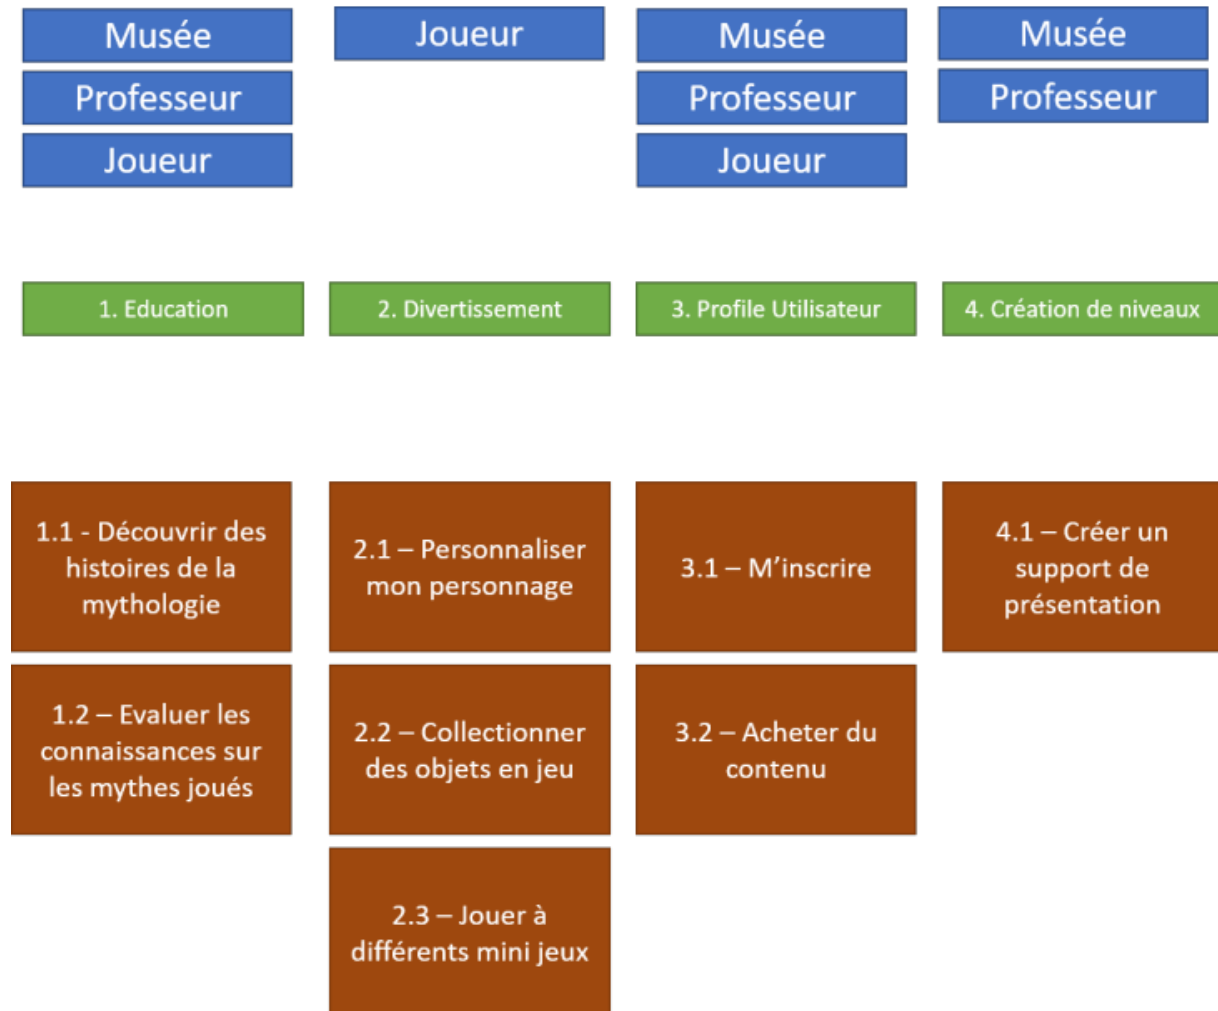 Musée
Professeur
Joueur
Joueur
Musée
Professeur
Joueur
Musée
Professeur
1. Education
2. Divertissement
3. Profile Utilisateur
4. Création de niveaux
1.1 - Découvrir des
histoires de la
mythologie
2.1 – Personnaliser
mon personnage
3.1 – M’inscrire
4.1 – Créer un
support de
présentation
1.2 – Evaluer les
connaissances sur
les mythes joués
2.2 – Collectionner
des objets en jeu
3.2 – Acheter du
contenu
2.3 – Jouer à
différents mini jeux